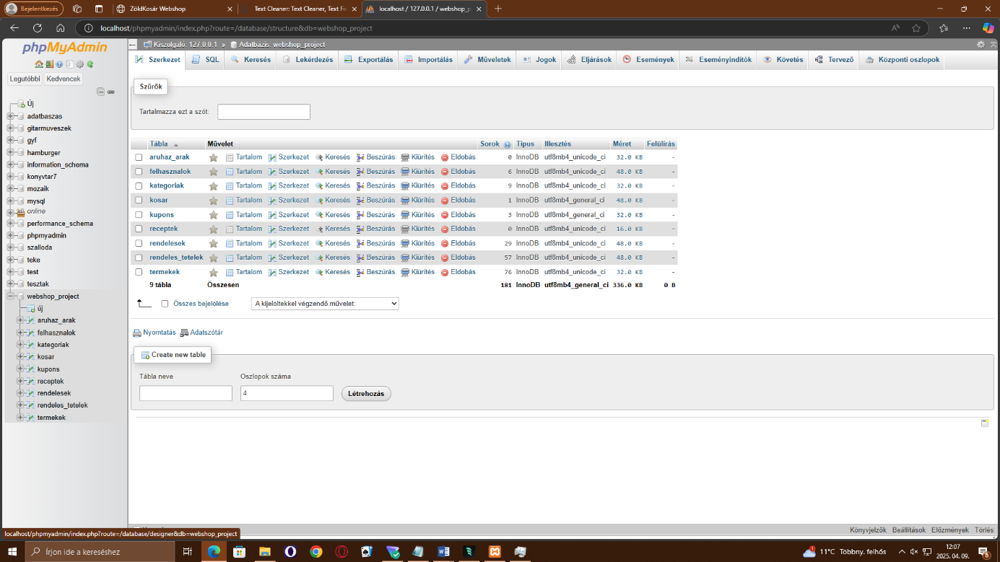 Bejelentkezés
ZöldKosár Webshop
Text Cleaner: Text Cleaner, Text Fo
localhost / 127.0.0.1 / webshop_p
localhost/phpmyadmin/index.php?route=/database/structure&db=webshop_project
phpMyAdmin
Legutóbbi Kedvencek
Új
adatbaszas
gitarmuveszek
gyf
hamburger
information_schema
konyvtar7
mozaik
mysql
online
performance_schema
phpmyadmin
szalloda
teke
test
tesztak
webshop_project
új
aruhaz_arak
felhasznalok
kategoriak
kosar
kupons
receptek
rendelesek
rendeles_tetelek
termekek
Kiszolgáló: 127.0.0.1 » Adatbázis: webshop_project
Szerkezet SQL Keresés Lekérdezés Exportálás Importálás Műveletek Jogok Eljárások Események Eseményindítók Követés Tervező Központi oszlopok
Szűrők
Tartalmazza ezt a szót:
Tábla Művelet Sorok Típus Illesztés Méret Felülírás
aruhaz_arak Tartalom Szerkezet Keresés Beszúrás Kiürítés Eldobás 0 InnoDB utf8mb4_unicode_ci 32.0 KB -
felhasznalok Tartalom Szerkezet Keresés Beszúrás Kiürítés Eldobás 6 InnoDB utf8mb4_unicode_ci 48.0 KB -
kategoriak Tartalom Szerkezet Keresés Beszúrás Kiürítés Eldobás 9 InnoDB utf8mb4_unicode_ci 32.0 KB -
kosar Tartalom Szerkezet Keresés Beszúrás Kiürítés Eldobás 1 InnoDB utf8mb4_general_ci 48.0 KB -
kupons Tartalom Szerkezet Keresés Beszúrás Kiürítés Eldobás 3 InnoDB utf8mb4_general_ci 32.0 KB -
receptek Tartalom Szerkezet Keresés Beszúrás Kiürítés Eldobás 0 InnoDB utf8mb4_unicode_ci 16.0 KB -
rendelesek Tartalom Szerkezet Keresés Beszúrás Kiürítés Eldobás 29 InnoDB utf8mb4_unicode_ci 48.0 KB -
rendeles_tetelek Tartalom Szerkezet Keresés Beszúrás Kiürítés Eldobás 57 InnoDB utf8mb4_unicode_ci 48.0 KB -
termekek Tartalom Szerkezet Keresés Beszúrás Kiürítés Eldobás 76 InnoDB utf8mb4_unicode_ci 32.0 KB -
9 tábla Összesen 181 InnoDB utf8mb4_general_ci 336.0 KB 0 B
Összes bejelölése A kijelöltekkel végzendő művelet:
Nyomtatás Adatszótár
Create new table
Tábla neve Oszlopok száma
4 Létrehozás
Könyvjelzők Beállítások Előzmények Törlés
localhost/phpmyadmin/index.php?route=/database/designer&db=webshop_project
Írjon ide a kereséshez
11°C Többny. felhős
12:07
2025. 04. 09.
6